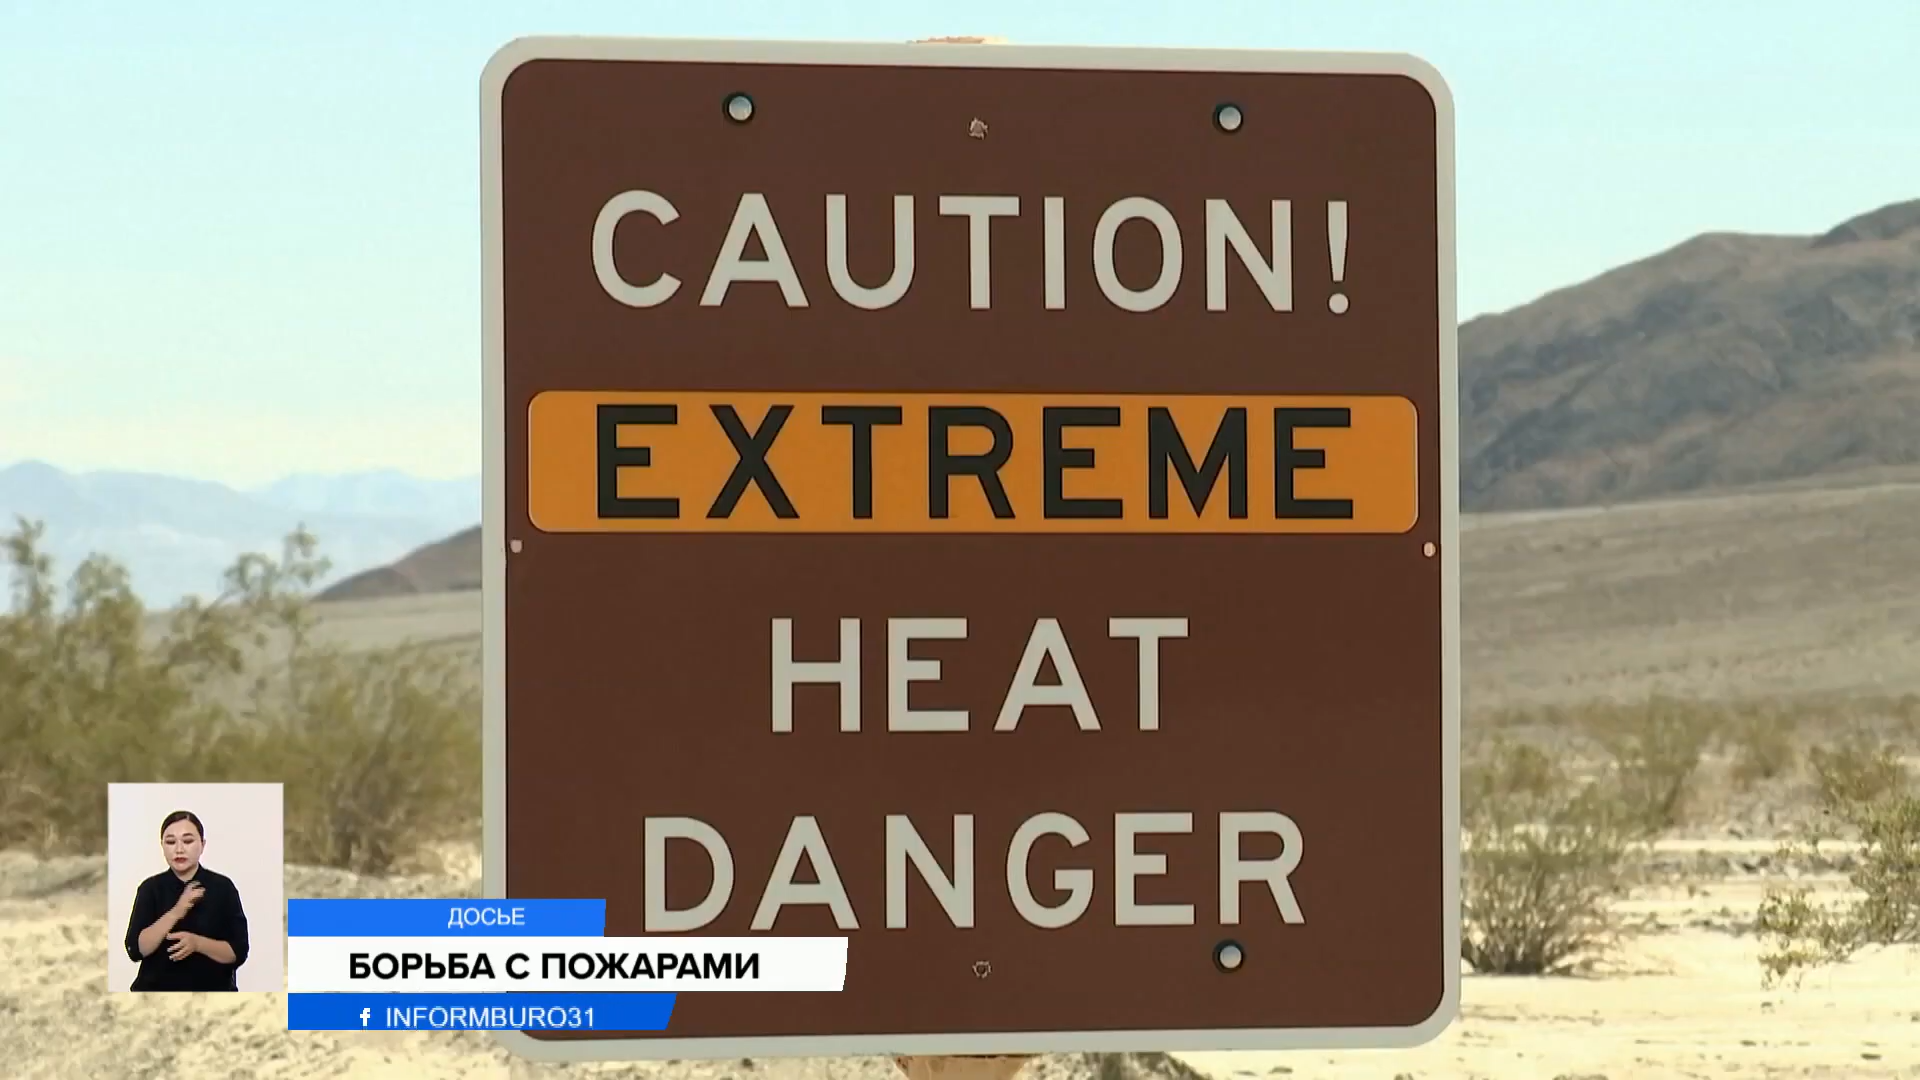 CAUTION!
EXTREME
HEAT
DANGER
ДОСЬЕ
БОРЬБА С ПОЖАРАМИ
f INFORMBURO31